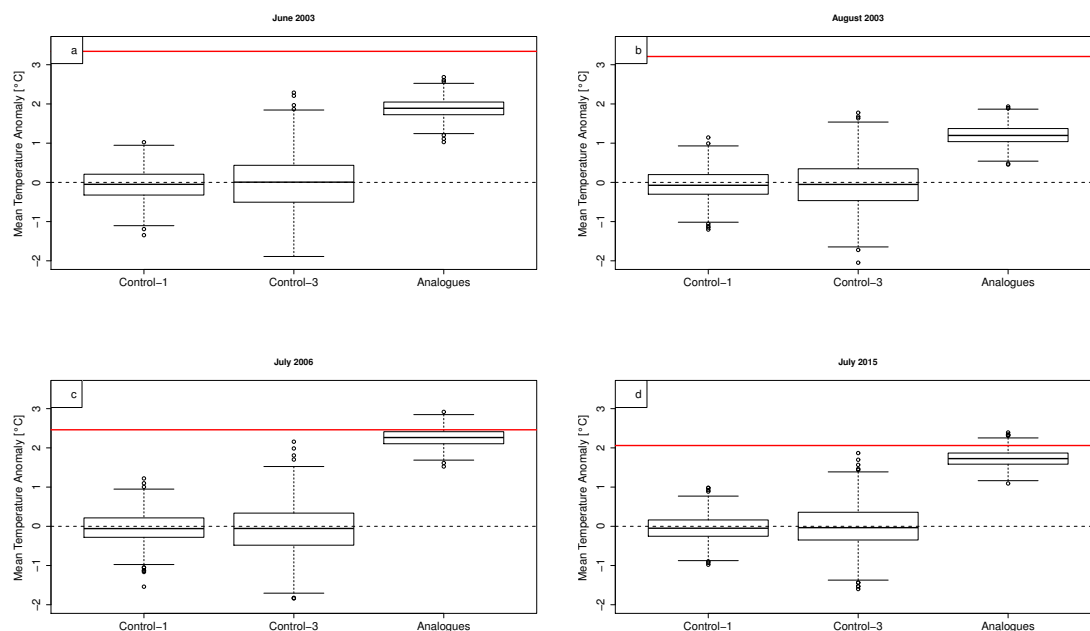 June 2003
a
Mean Temperature Anomaly [°C]
3
2
1
0
−1
−2
Control−1 Control−3 Analogues
August 2003
b
Mean Temperature Anomaly [°C]
3
2
1
0
−1
−2
Control−1 Control−3 Analogues
July 2006
c
Mean Temperature Anomaly [°C]
3
2
1
0
−1
−2
Control−1 Control−3 Analogues
July 2015
d
Mean Temperature Anomaly [°C]
3
2
1
0
−1
−2
Control−1 Control−3 Analogues